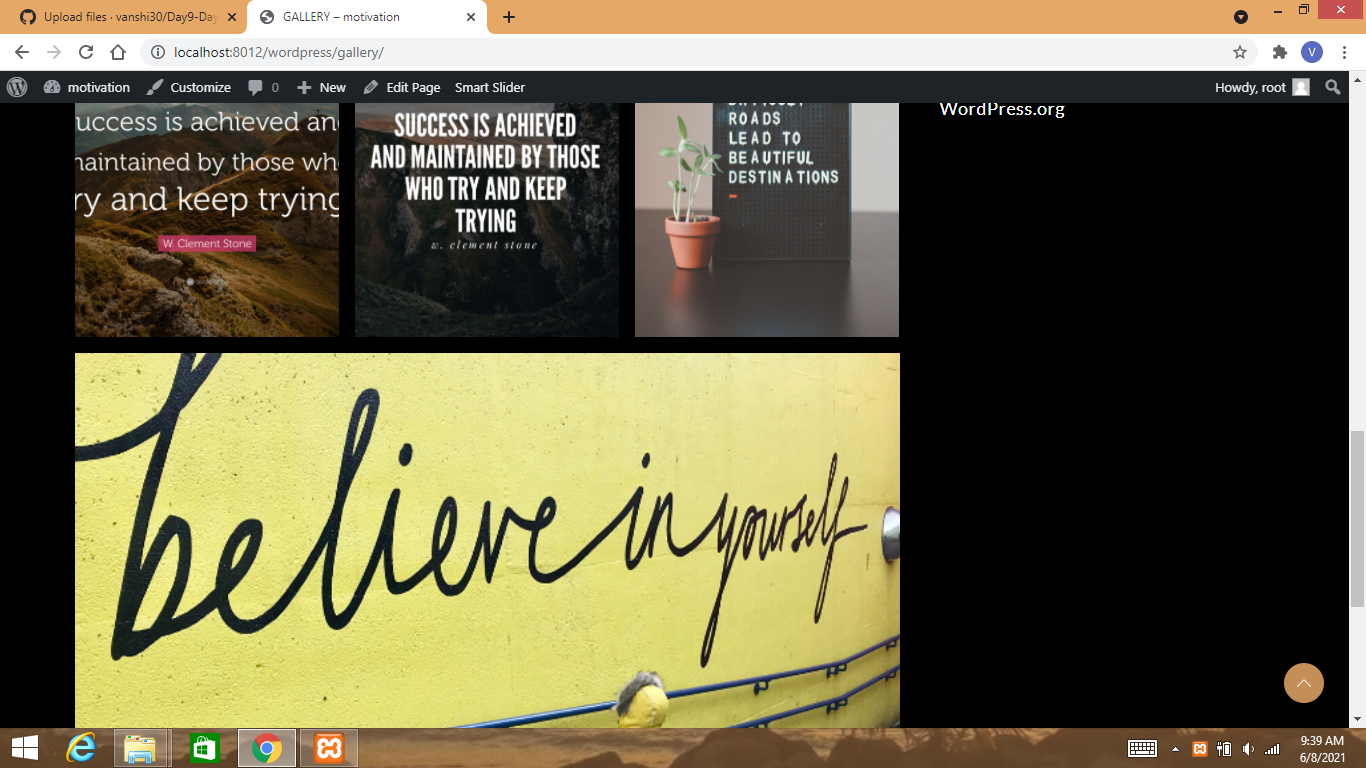 Upload files · vanshi30/Day9-Day
GALLERY – motivation
localhost:8012/wordpress/gallery/
V
motivation
Customize
0
New
Edit Page
Smart Slider
Howdy, root
uccess is achieved an
naintained by those wh
ry and keep trying
W. Clement Stone
SUCCESS IS ACHIEVED
AND MAINTAINED BY THOSE
WHO TRY AND KEEP
TRYING
w. clement stone
DIFFICULT
ROADS
LEAD TO
BEAUTIFUL
DESTINATIONS
WordPress.org
believe in yourself
9:39 AM
6/8/2021